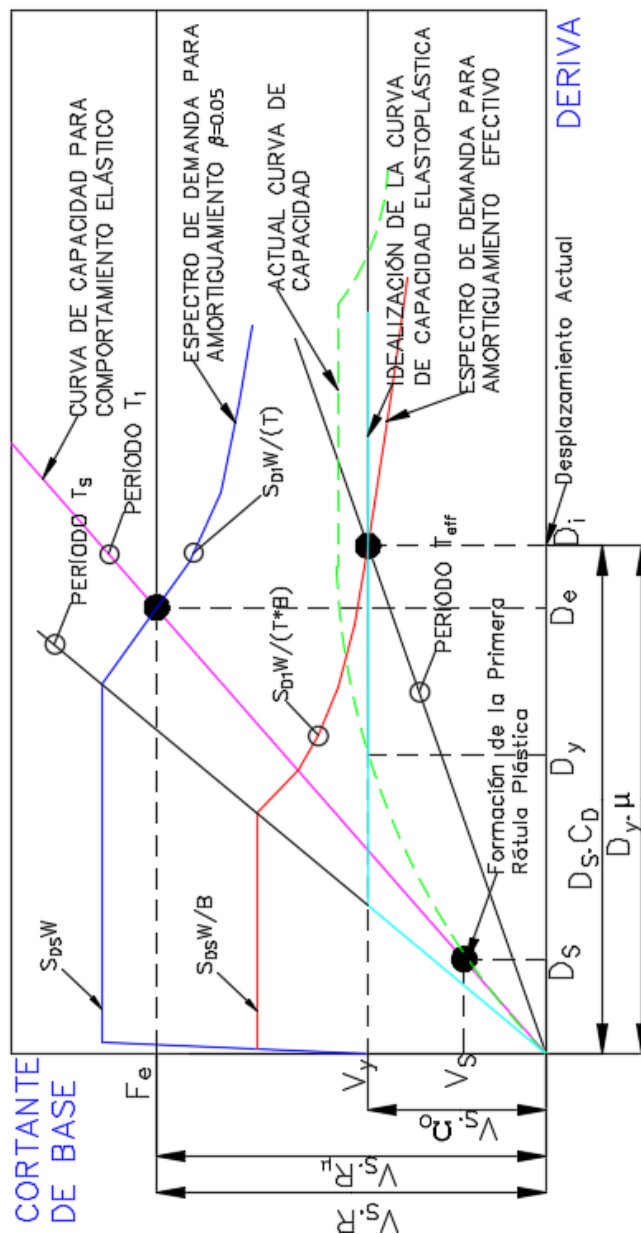 CORTANTE
DE BASE
CURVA DE CAPACIDAD PARA
COMPORTAMIENTO ELÁSTICO
PERÍODO Ts
PERÍODO T1
ESPECTRO DE DEMANDA PARA
AMORTIGUAMIENTO β=0.05
SDSW
SD1W/(T)
ACTUAL CURVA DE
CAPACIDAD
SDSW/B
SD1W/(T*B)
IDEALIZACIÓN DE LA CURVA
DE CAPACIDAD ELASTOPLÁSTICA
ESPECTRO DE DEMANDA PARA
AMORTIGUAMIENTO EFECTIVO
PERÍODO Teff
Formación de la Primera
Rótula Plástica
Desplazamiento Actual
Fe
Vy
VS
VS·Ωo
VS·Rμ
VS·R
DS
Dy
De
Di
DERIVA
DS·CD
Dy·μ